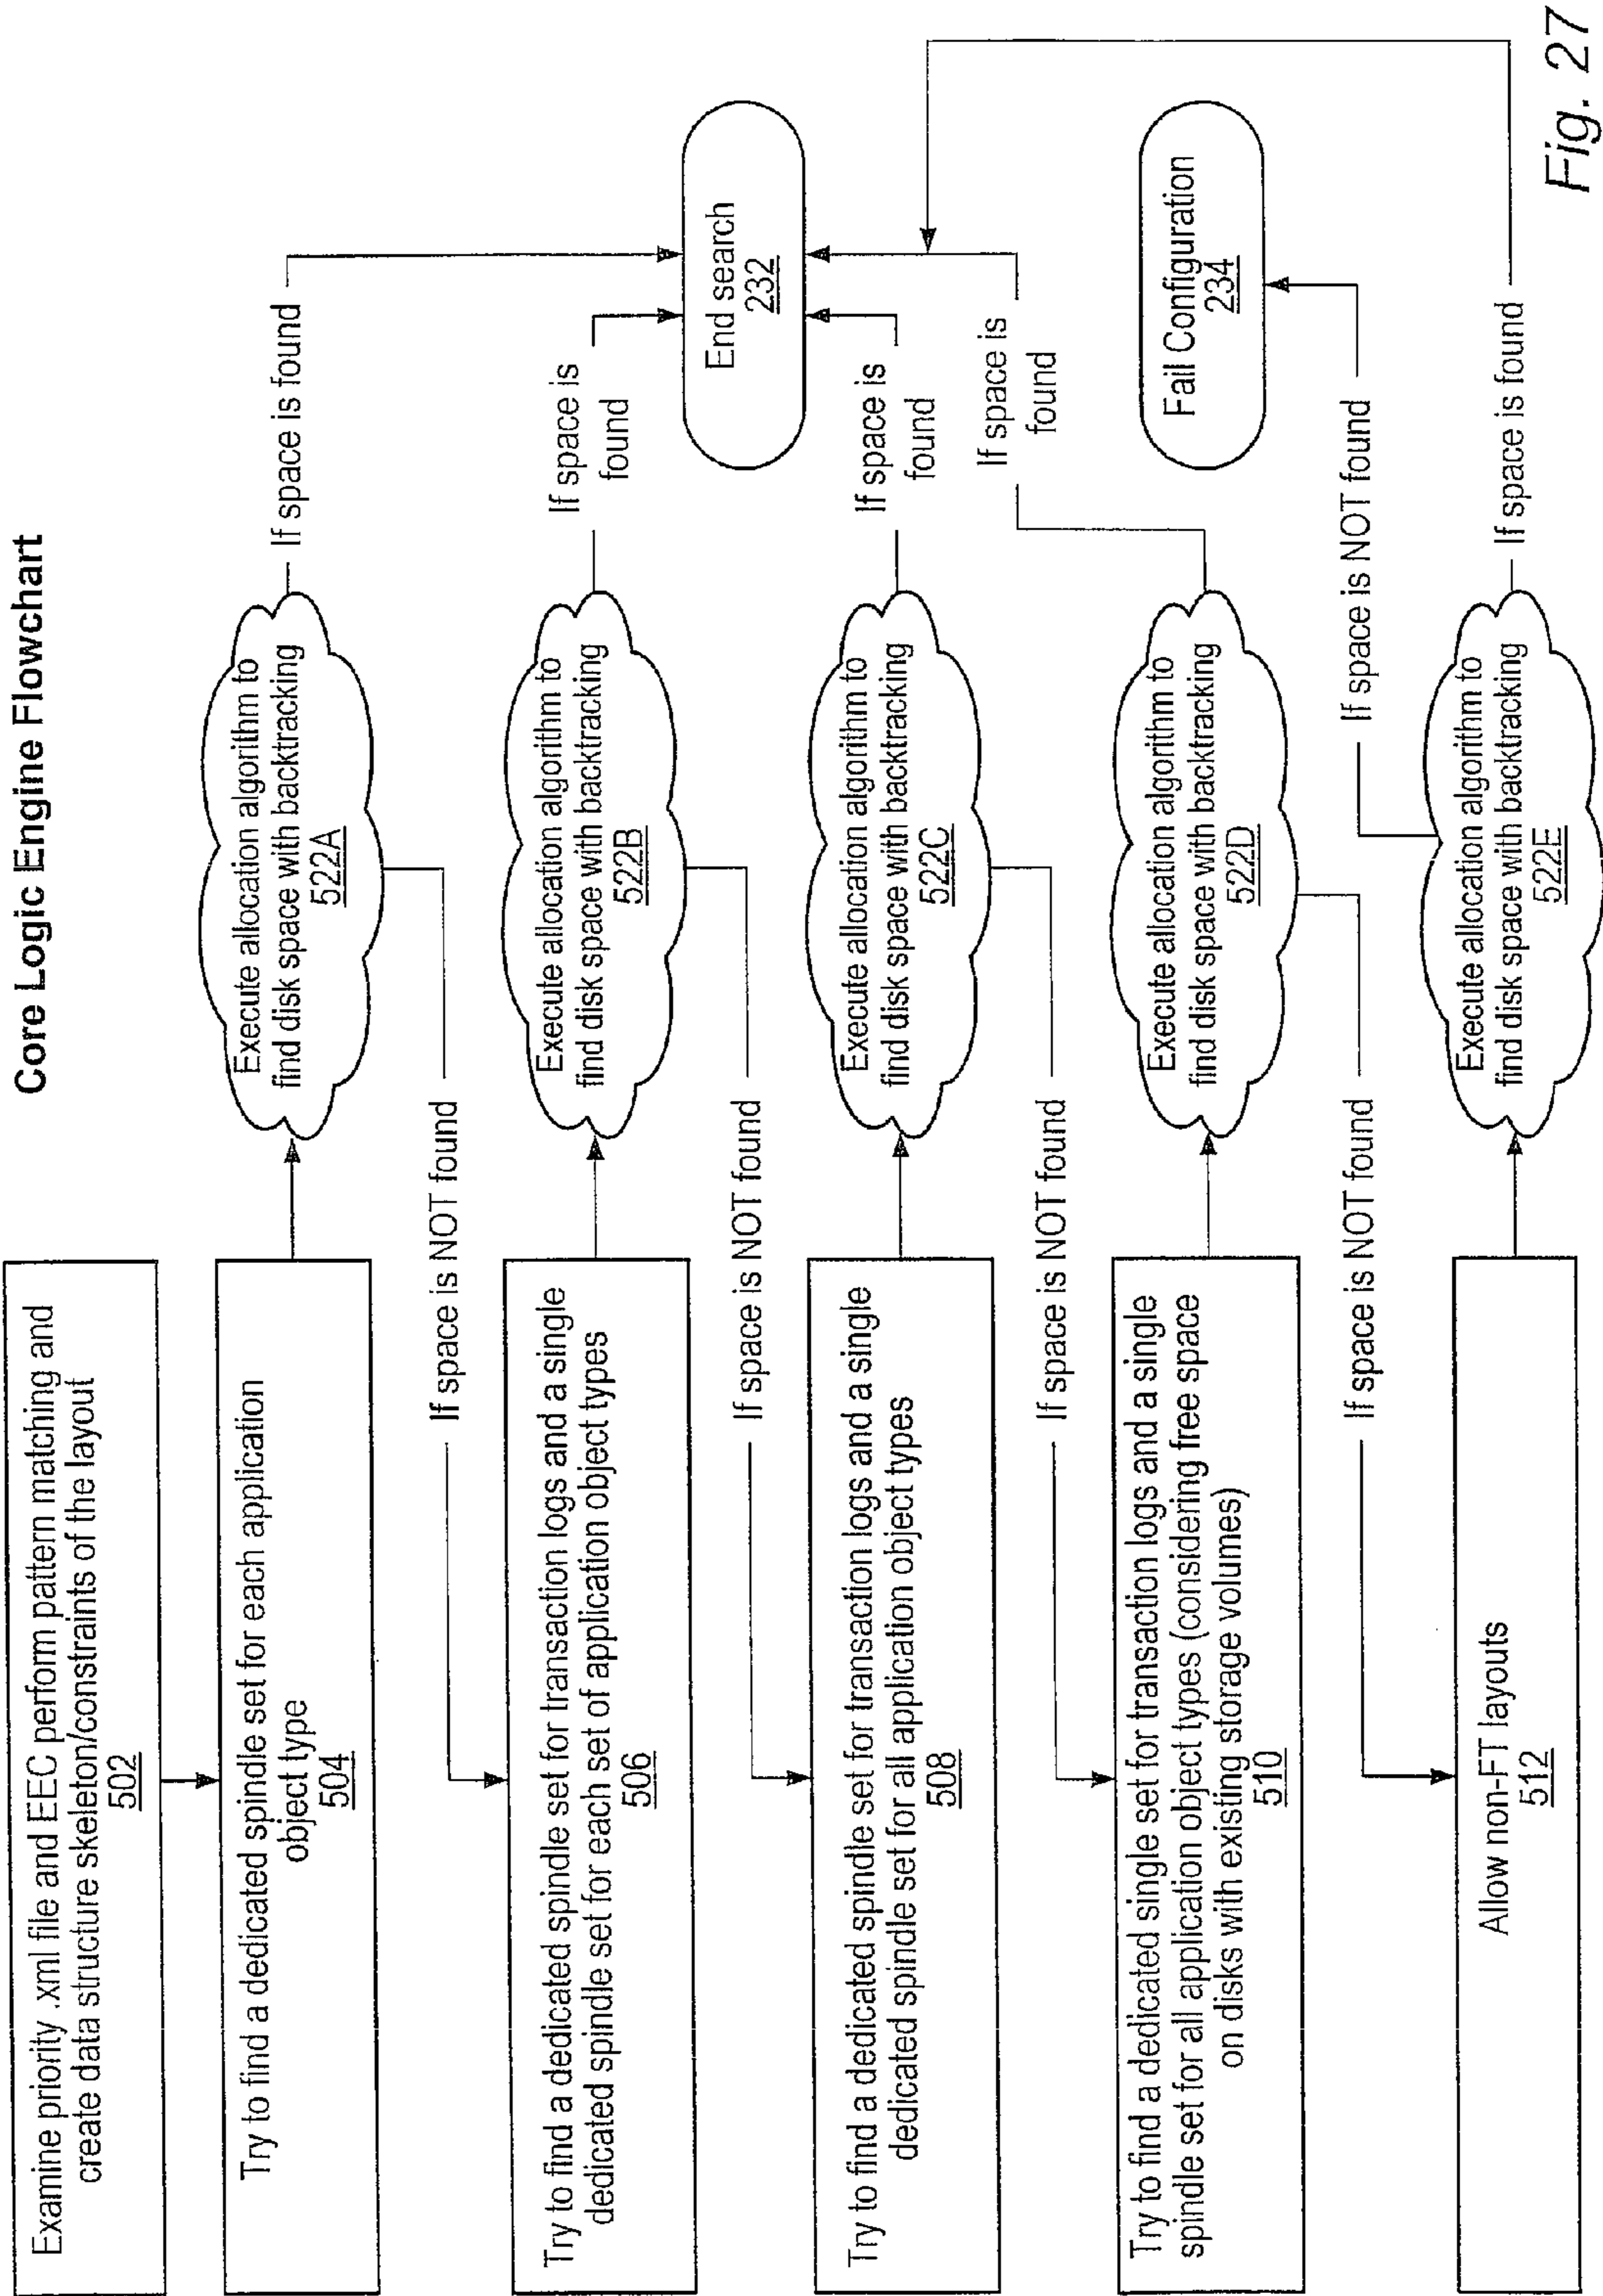 Core Logic Engine Flowchart
Examine priority .xml file and EEC perform pattern matching and
create data structure skeleton/constraints of the layout
502
Try to find a dedicated spindle set for each application
object type
504
Execute allocation algorithm to
find disk space with backtracking
522A
If space is found
If space is NOT found
Try to find a dedicated spindle set for transaction logs and a single
dedicated spindle set for each set of application object types
506
Execute allocation algorithm to
find disk space with backtracking
522B
If space is
found
End search
232
If space is NOT found
Try to find a dedicated spindle set for transaction logs and a single
dedicated spindle set for all application object types
508
Execute allocation algorithm to
find disk space with backtracking
522C
If space is
found
If space is NOT found
If space is
found
Try to find a dedicated single set for transaction logs and a single
spindle set for all application object types (considering free space
on disks with existing storage volumes)
510
Execute allocation algorithm to
find disk space with backtracking
522D
Fail Configuration
234
If space is NOT found
If space is NOT found
Allow non-FT layouts
512
Execute allocation algorithm to
find disk space with backtracking
522E
If space is found
Fig. 27